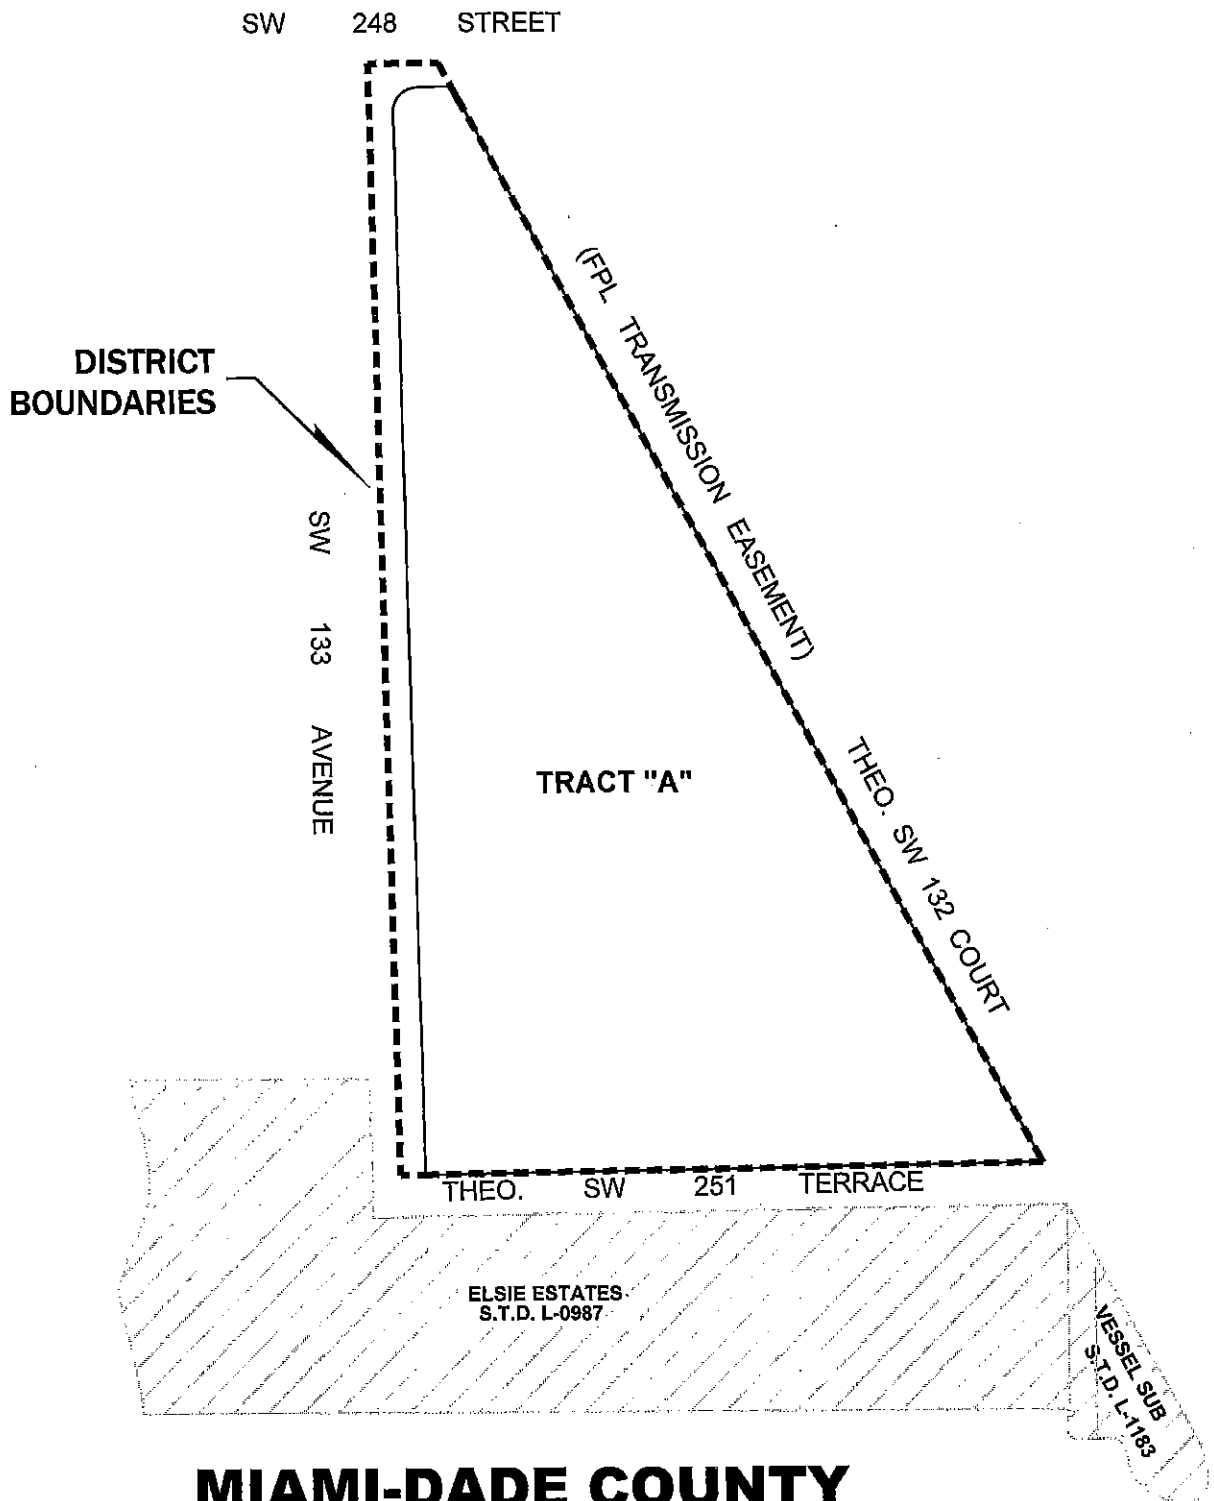 SW 248 STREET
(FPL TRANSMISSION EASEMENT)
DISTRICT
BOUNDARIES
SW 133 AVENUE
TRACT "A"
THEO. SW 132 COURT
THEO. SW 251 TERRACE
ELSIE ESTATES
S.T.D. L-0987
VESSEL SUB
S.T.D. L-1183
MIAMI-DADE COUNTY